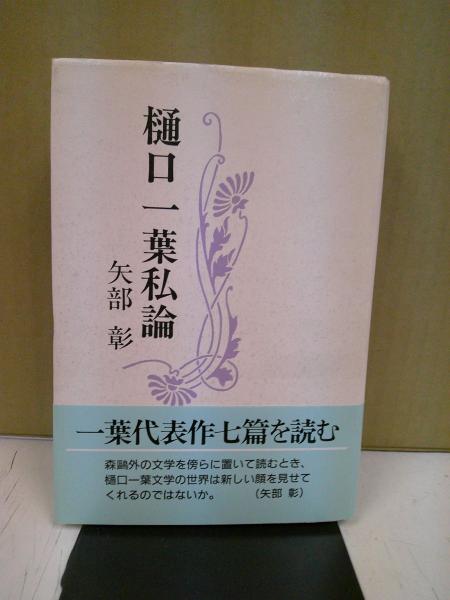 樋口一葉私論
矢部 彰
一葉代表作七篇を読む
森鷗外の文学を傍らに置いて読むとき、
樋口一葉文学の世界は新しい顔を見せて
くれるのではないか。 (矢部 彰)